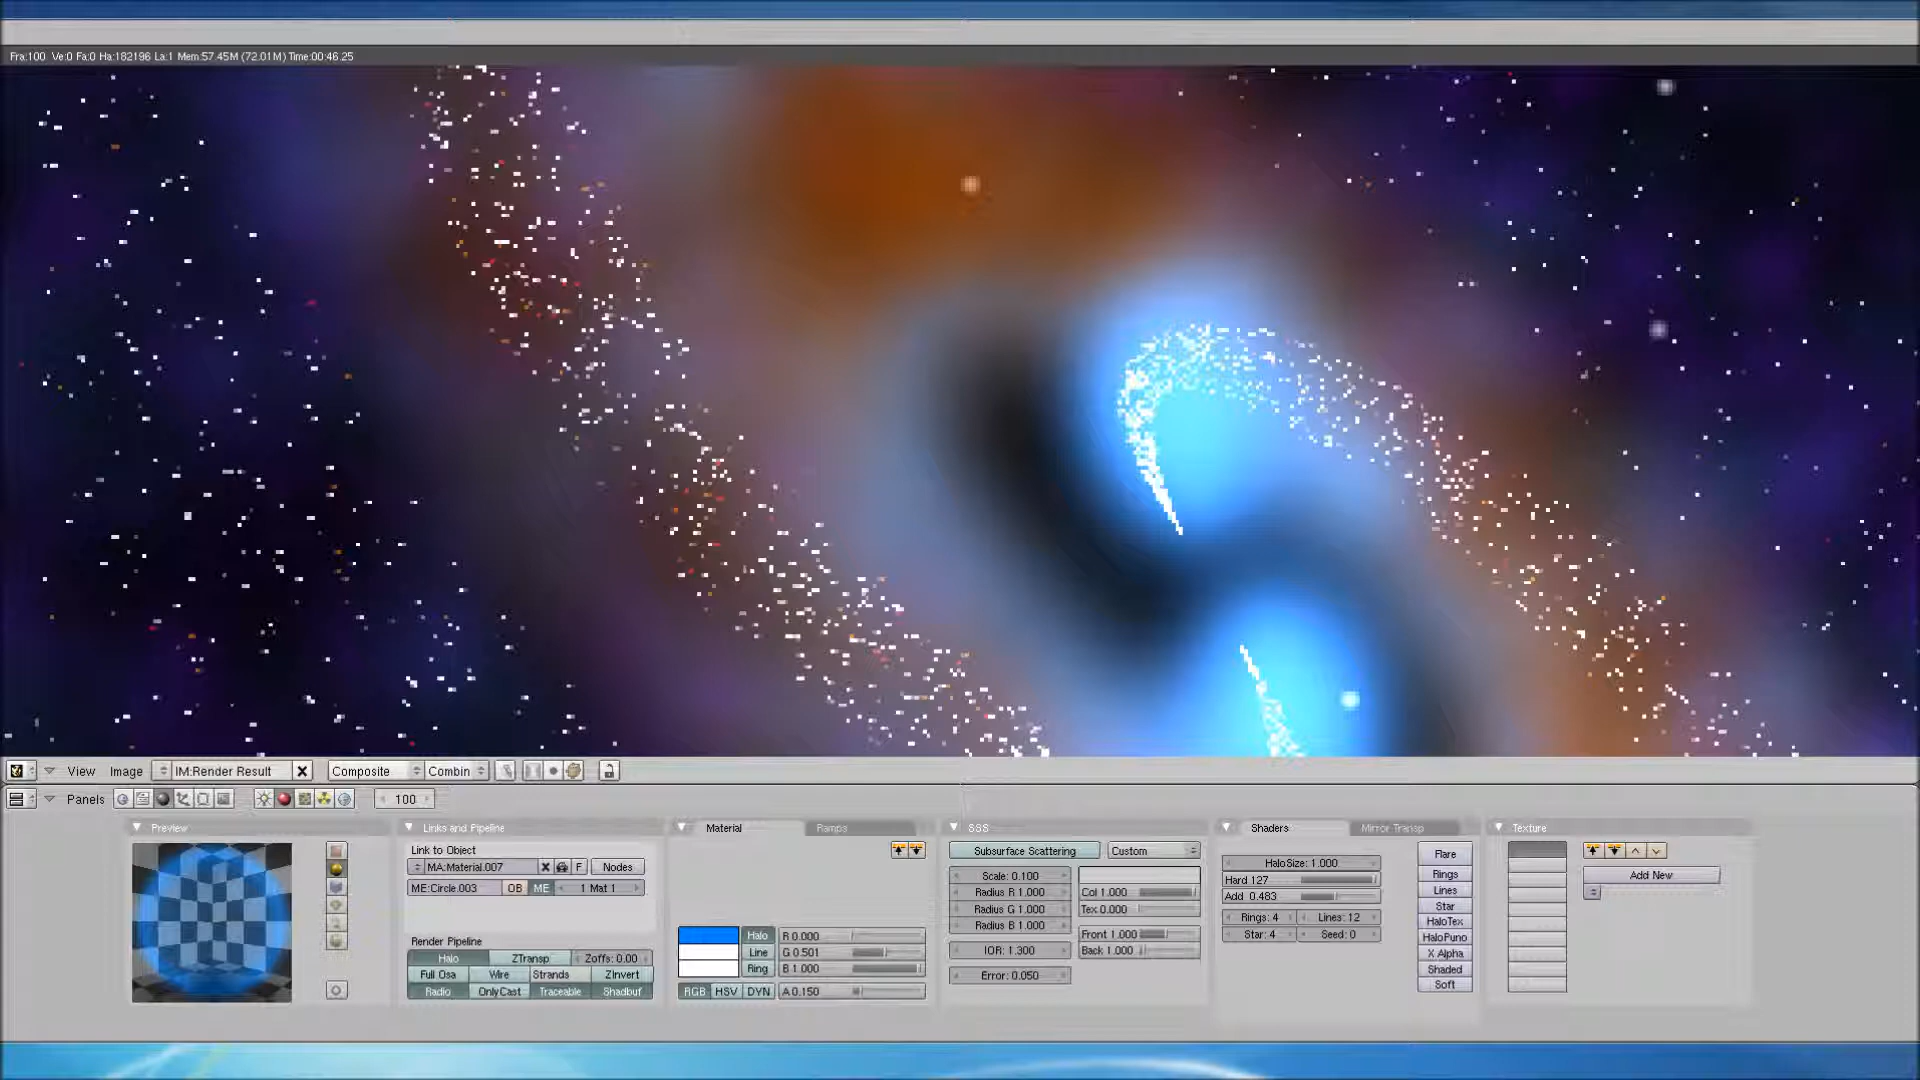 Fra:100 Ve:0 Fa:0 Ha:182196 La:1 Mem:57.45M (72.01M) Time:00:46.25
View Image IM:Render Result Composite Combin
Panels 100
Preview
Links and Pipeline
Link to Object
MA:Material.007 F Nodes
ME:Circle.003 OB ME 1 Mat 1
Render Pipeline
Halo ZTransp Zoffs: 0.00
Full Osa Wire Strands ZInvert
Radio OnlyCast Traceable Shadbuf
Material Ramps
Halo R 0.000
Line G 0.501
Ring B 1.000
RGB HSV DYN A 0.150
SSS
Subsurface Scattering Custom
Scale: 0.100
Radius R 1.000 Col 1.000
Radius G 1.000 Tex 0.000
Radius B 1.000 Front 1.000
IOR: 1.300 Back 1.000
Error: 0.050
Shaders Mirror Transp
HaloSize: 1.000
Hard 127
Add 0.483
Rings: 4 Lines: 12
Star: 4 Seed: 0
Flare
Rings
Lines
Star
HaloTex
HaloPuno
X Alpha
Shaded
Soft
Texture
Add New